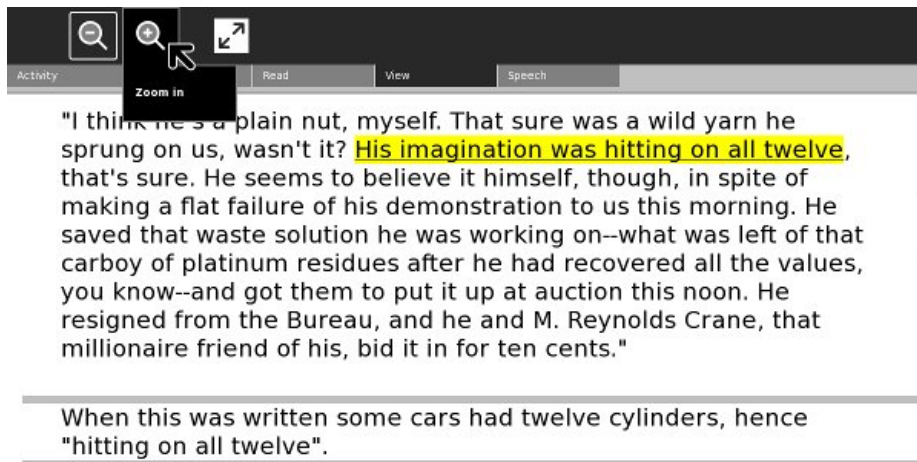 Activity Read View Speech
Zoom in
"I think he's a plain nut, myself. That sure was a wild yarn he
sprung on us, wasn't it? His imagination was hitting on all twelve,
that's sure. He seems to believe it himself, though, in spite of
making a flat failure of his demonstration to us this morning. He
saved that waste solution he was working on--what was left of that
carboy of platinum residues after he had recovered all the values,
you know--and got them to put it up at auction this noon. He
resigned from the Bureau, and he and M. Reynolds Crane, that
millionaire friend of his, bid it in for ten cents."
When this was written some cars had twelve cylinders, hence
"hitting on all twelve".